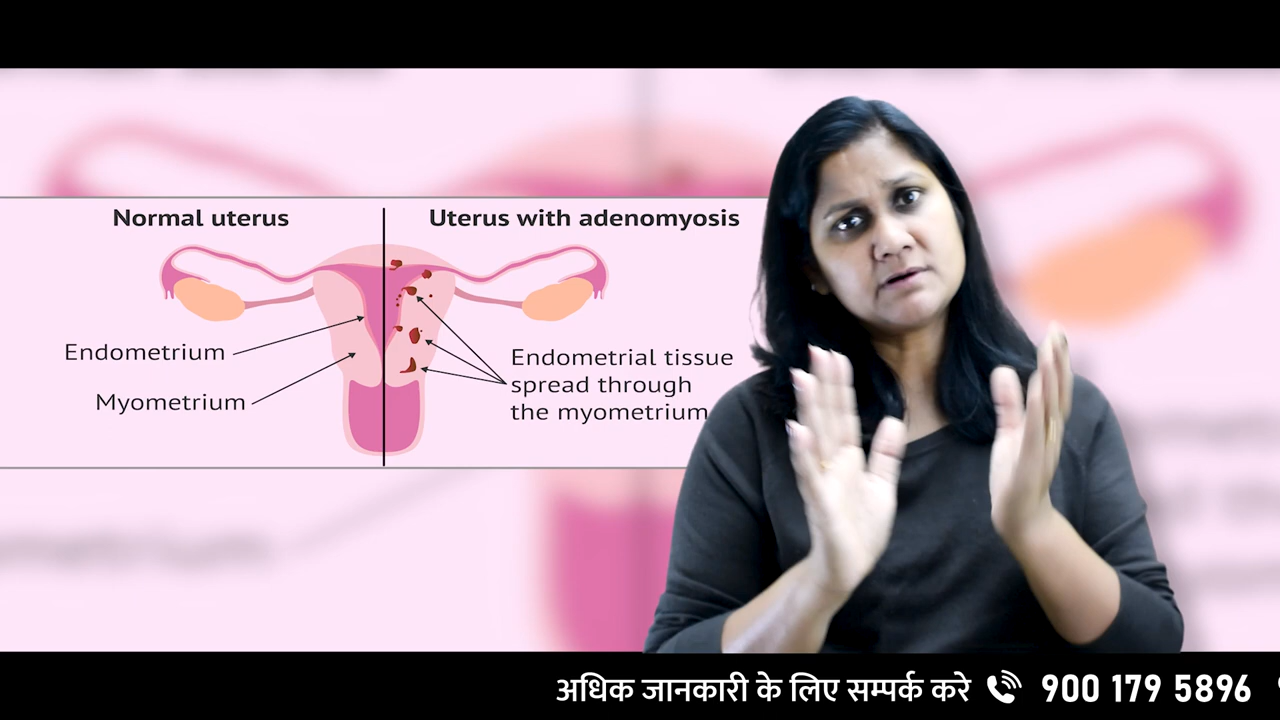 Normal uterus
Uterus with adenomyosis
Endometrium
Myometrium
Endometrial tissue
spread through
the myometrium
अधिक जानकारी के लिए सम्पर्क करे 900 179 5896